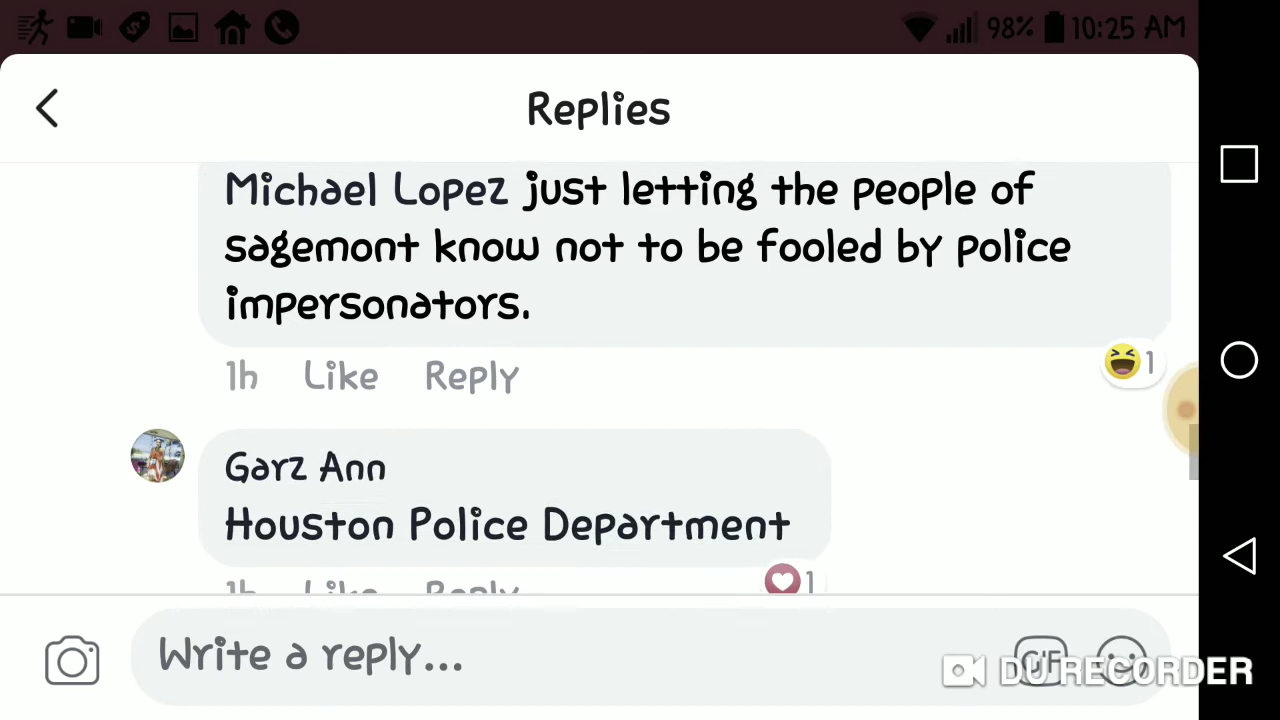 98% 10:25 AM
Replies
Michael Lopez just letting the people of
sagemont know not to be fooled by police
impersonators.
1h Like Reply
1
Garz Ann
Houston Police Department
1h Like Reply
1
Write a reply...
GIF
DU RECORDER